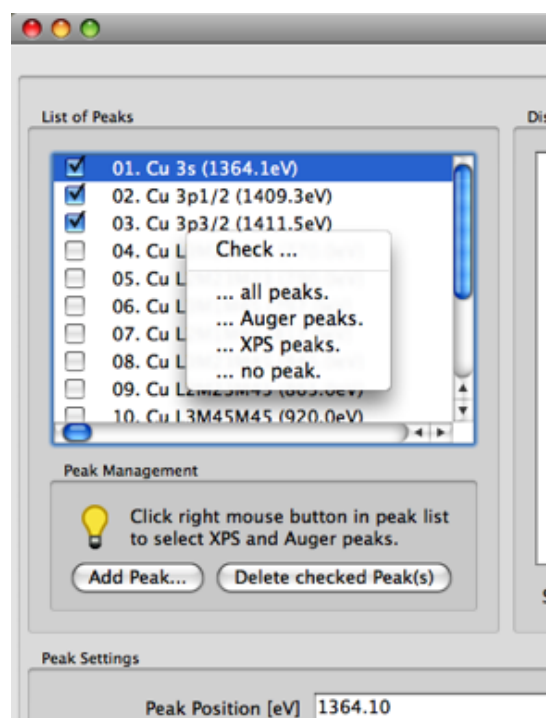 List of Peaks
Dis
01. Cu 3s (1364.1eV)
02. Cu 3p1/2 (1409.3eV)
03. Cu 3p3/2 (1411.5eV)
04. Cu L
05. Cu L
06. Cu L
07. Cu L
08. Cu L
09. Cu L2M23M45
10. Cu L3M45M45 (920.0eV)
Check ...
... all peaks.
... Auger peaks.
... XPS peaks.
... no peak.
Peak Management
Click right mouse button in peak list
to select XPS and Auger peaks.
Add Peak...
Delete checked Peak(s)
Peak Settings
Peak Position [eV]
1364.10